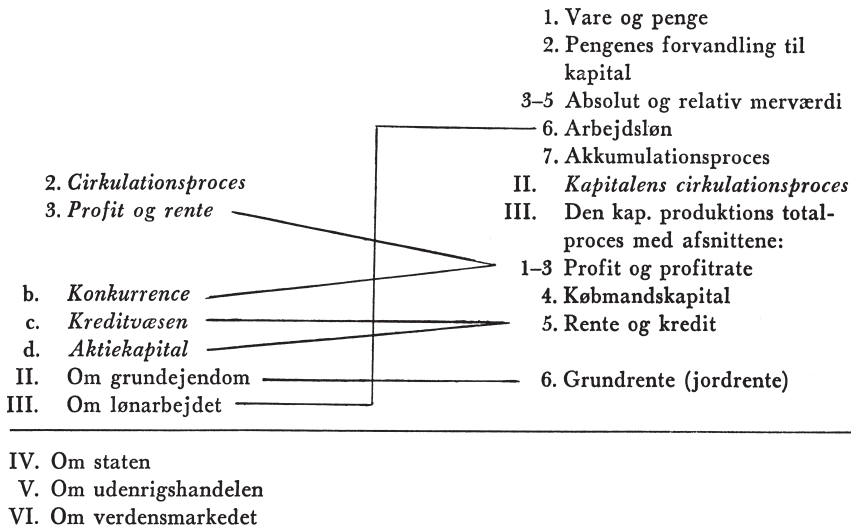 1. Vare og penge
2. Pengenes forvandling til
kapital
3–5 Absolut og relativ merværdi
6. Arbejdsløn
7. Akkumulationsproces
2. Cirkulationsproces
II. Kapitalens cirkulationsproces
3. Profit og rente
III. Den kap. produktions total-
proces med afsnittene:
1–3 Profit og profitrate
b. Konkurrence
4. Købmandskapital
c. Kreditvæsen
5. Rente og kredit
d. Aktiekapital
II. Om grundejendom
6. Grundrente (jordrente)
III. Om lønarbejdet
IV. Om staten
V. Om udenrigshandelen
VI. Om verdensmarkedet